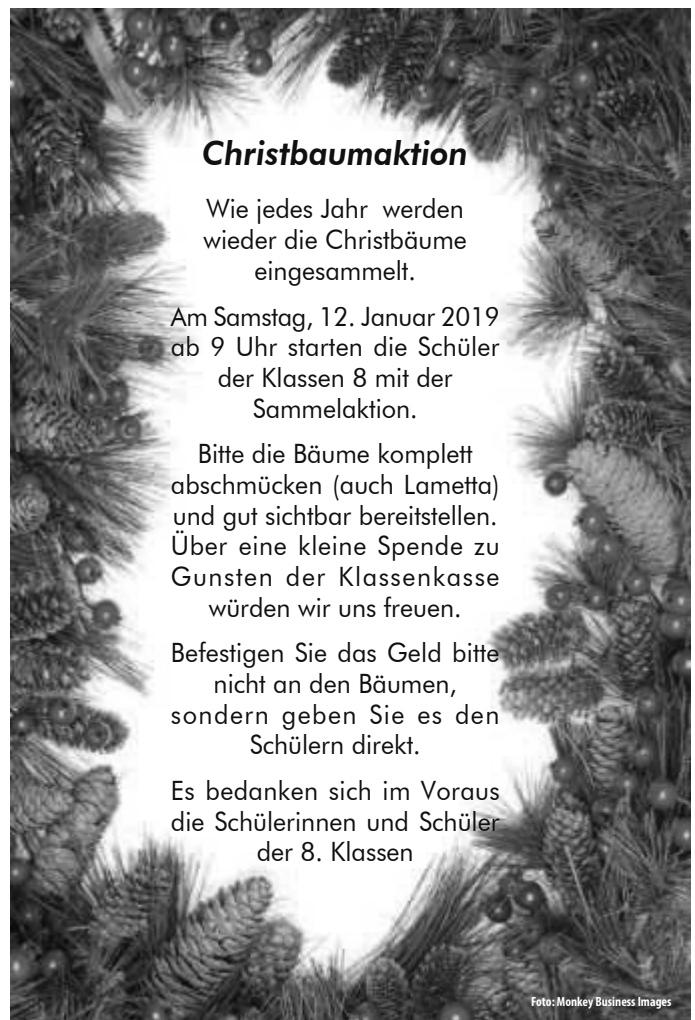 Christbaumaktion
Wie jedes Jahr werden
wieder die Christbäume
eingesammelt.
Am Samstag, 12. Januar 2019
ab 9 Uhr starten die Schüler
der Klassen 8 mit der
Sammelaktion.
Bitte die Bäume komplett
abschmücken (auch Lametta)
und gut sichtbar bereitstellen.
Über eine kleine Spende zu
Gunsten der Klassenkasse
würden wir uns freuen.
Befestigen Sie das Geld bitte
nicht an den Bäumen,
sondern geben Sie es den
Schülern direkt.
Es bedanken sich im Voraus
die Schülerinnen und Schüler
der 8. Klassen
Foto: Monkey Business Images